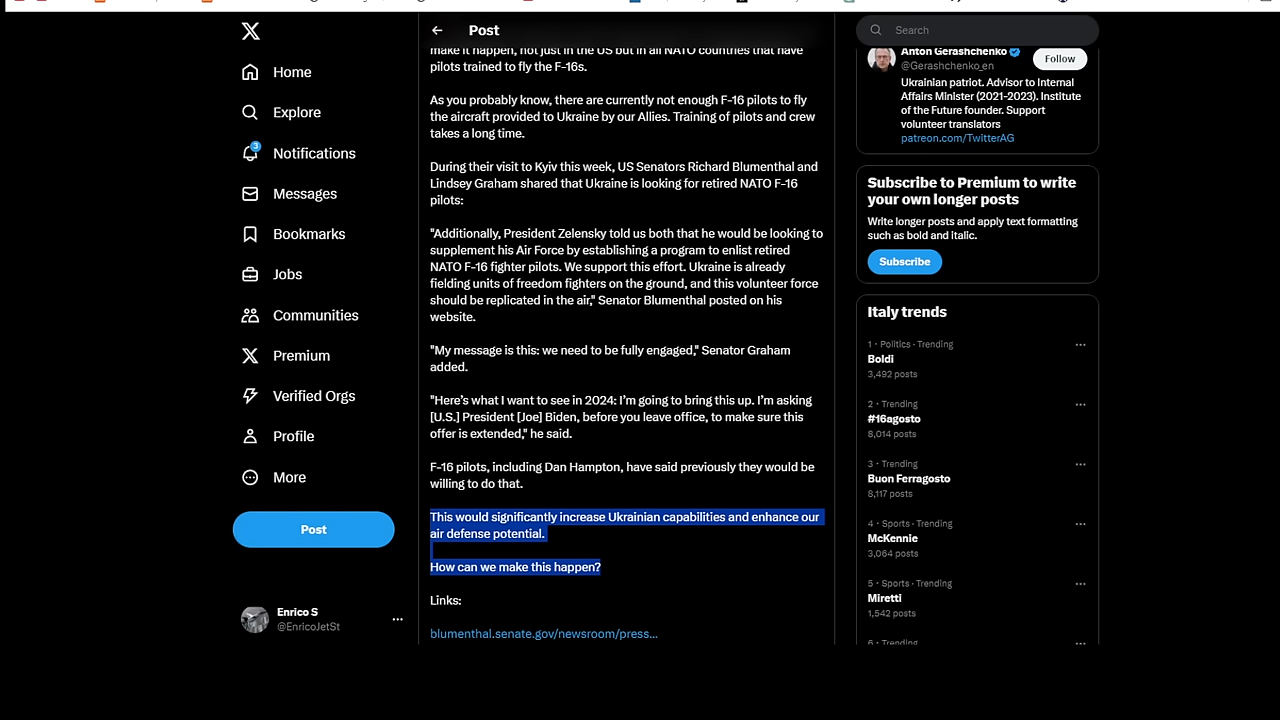 Post
Search
Home
Explore
3
Notifications
Messages
Bookmarks
Jobs
Communities
Premium
Verified Orgs
Profile
More
Post
Enrico S
@EnricoJetSt
make it happen, not just in the US but in all NATO countries that have
pilots trained to fly the F-16s.
As you probably know, there are currently not enough F-16 pilots to fly
the aircraft provided to Ukraine by our Allies. Training of pilots and crew
takes a long time.
During their visit to Kyiv this week, US Senators Richard Blumenthal and
Lindsey Graham shared that Ukraine is looking for retired NATO F-16
pilots:
"Additionally, President Zelensky told us both that he would be looking to
supplement his Air Force by establishing a program to enlist retired
NATO F-16 fighter pilots. We support this effort. Ukraine is already
fielding units of freedom fighters on the ground, and this volunteer force
should be replicated in the air," Senator Blumenthal posted on his
website.
"My message is this: we need to be fully engaged," Senator Graham
added.
"Here's what I want to see in 2024: I'm going to bring this up. I'm asking
[U.S.] President [Joe] Biden, before you leave office, to make sure this
offer is extended," he said.
F-16 pilots, including Dan Hampton, have said previously they would be
willing to do that.
This would significantly increase Ukrainian capabilities and enhance our
air defense potential.
How can we make this happen?
Links:
blumenthal.senate.gov/newsroom/press...
Anton Gerashchenko
@Gerashchenko_en
Follow
Ukrainian patriot. Advisor to Internal
Affairs Minister (2021-2023). Institute
of the Future founder. Support
volunteer translators
patreon.com/TwitterAG
Subscribe to Premium to write
your own longer posts
Write longer posts and apply text formatting
such as bold and italic.
Subscribe
Italy trends
1 · Politics · Trending
Boldi
3,492 posts
2 · Trending
#16agosto
8,014 posts
3 · Trending
Buon Ferragosto
8,117 posts
4 · Sports · Trending
McKennie
3,064 posts
5 · Sports · Trending
Miretti
1,542 posts
6 · Trending